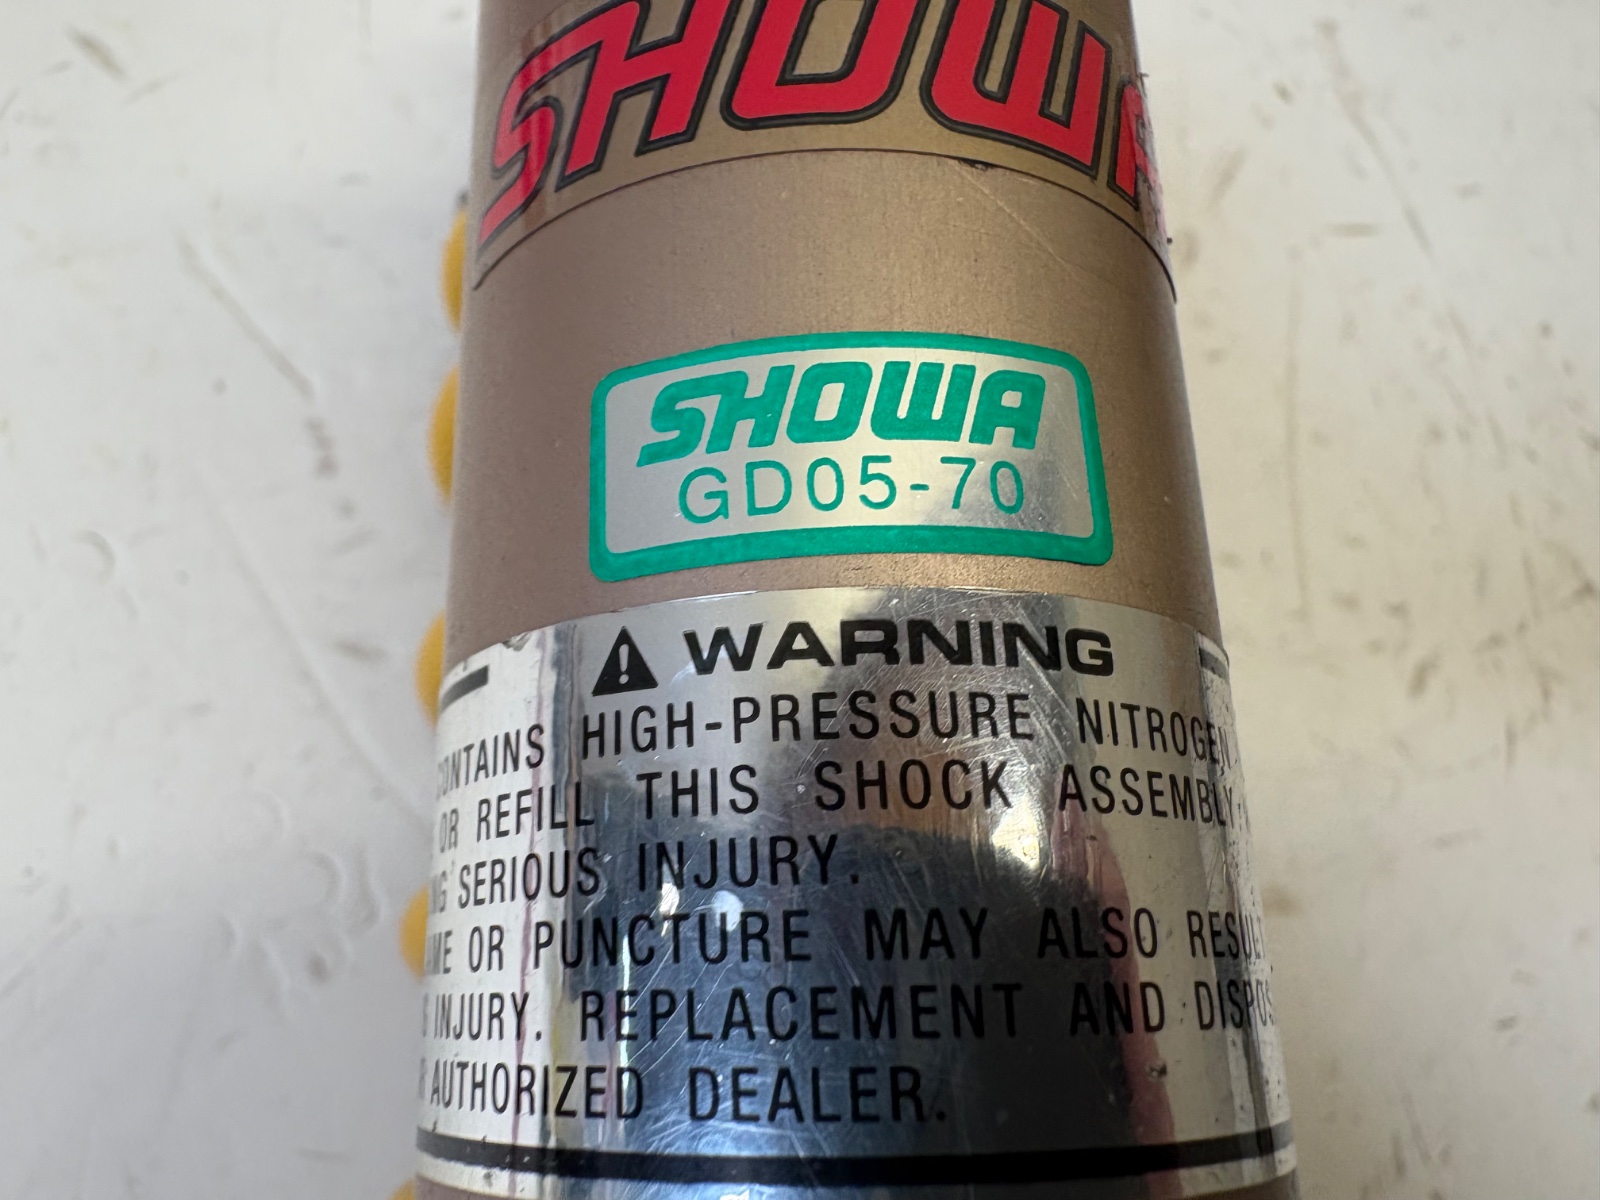 SHOWA
SHOWA
GD05-70
WARNING
CONTAINS HIGH-PRESSURE NITROGEN
OR REFILL THIS SHOCK ASSEMBLY
SERIOUS INJURY.
OR PUNCTURE MAY ALSO RESULT
INJURY. REPLACEMENT AND
AUTHORIZED DEALER.